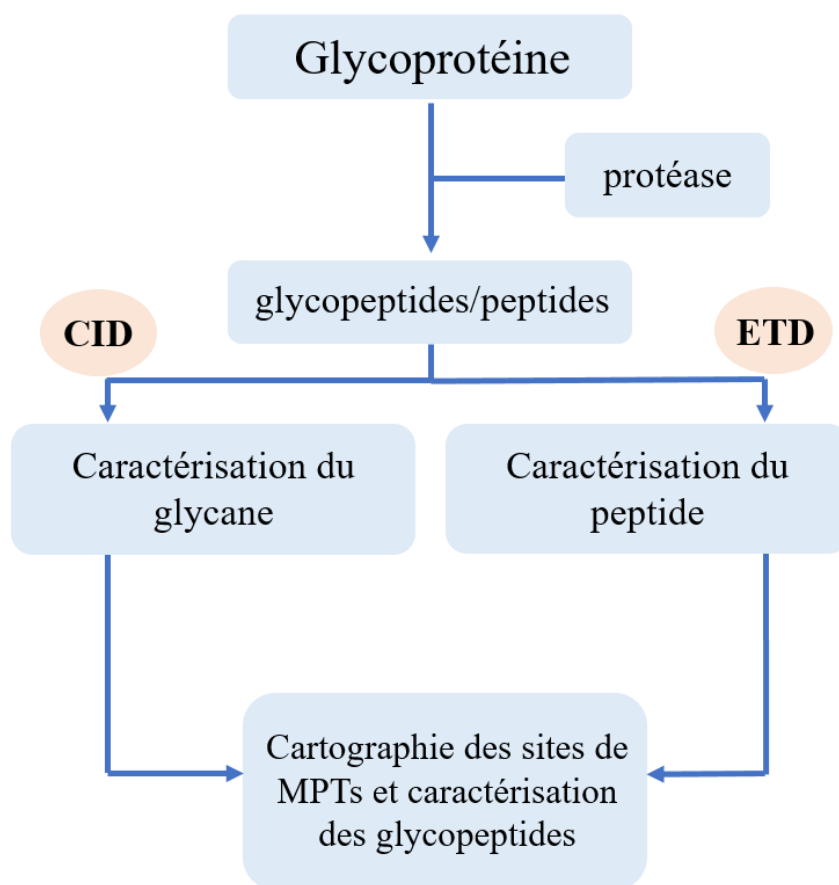 Glycoprotéine
protéase
glycopeptides/peptides
CID
ETD
Caractérisation du
glycane
Caractérisation du
peptide
Cartographie des sites de
MPTs et caractérisation
des glycopeptides